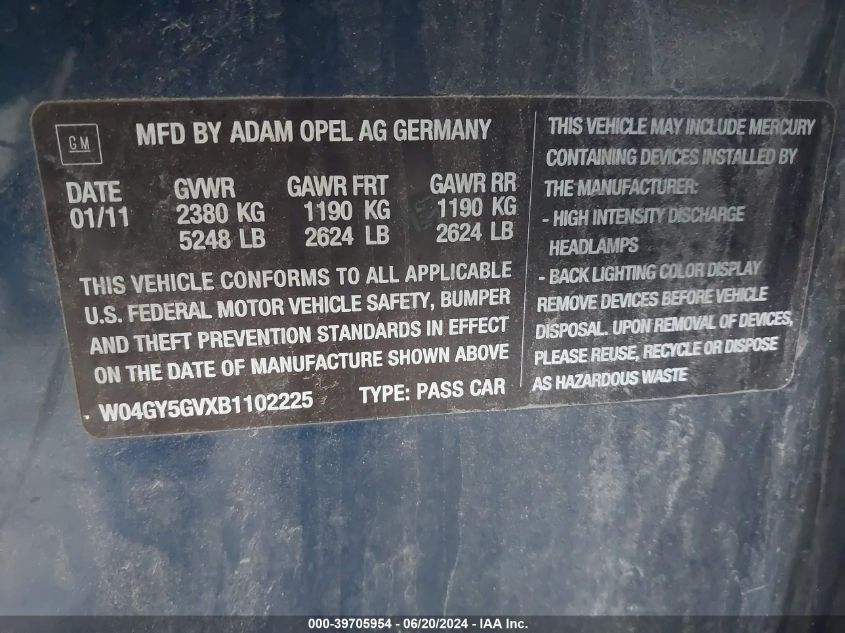 GM
MFD BY ADAM OPEL AG GERMANY
DATE GVWR GAWR FRT GAWR RR
01/11 2380 KG 1190 KG 1190 KG
5248 LB 2624 LB 2624 LB
THIS VEHICLE CONFORMS TO ALL APPLICABLE
U.S. FEDERAL MOTOR VEHICLE SAFETY, BUMPER
AND THEFT PREVENTION STANDARDS IN EFFECT
ON THE DATE OF MANUFACTURE SHOWN ABOVE
W04GY5GVXB1102225 TYPE: PASS CAR
THIS VEHICLE MAY INCLUDE MERCURY
CONTAINING DEVICES INSTALLED BY
THE MANUFACTURER:
- HIGH INTENSITY DISCHARGE
HEADLAMPS
- BACK LIGHTING COLOR DISPLAY
REMOVE DEVICES BEFORE VEHICLE
DISPOSAL. UPON REMOVAL OF DEVICES,
PLEASE REUSE, RECYCLE OR DISPOSE
AS HAZARDOUS WASTE
000-39705954 - 06/20/2024 - IAA Inc.